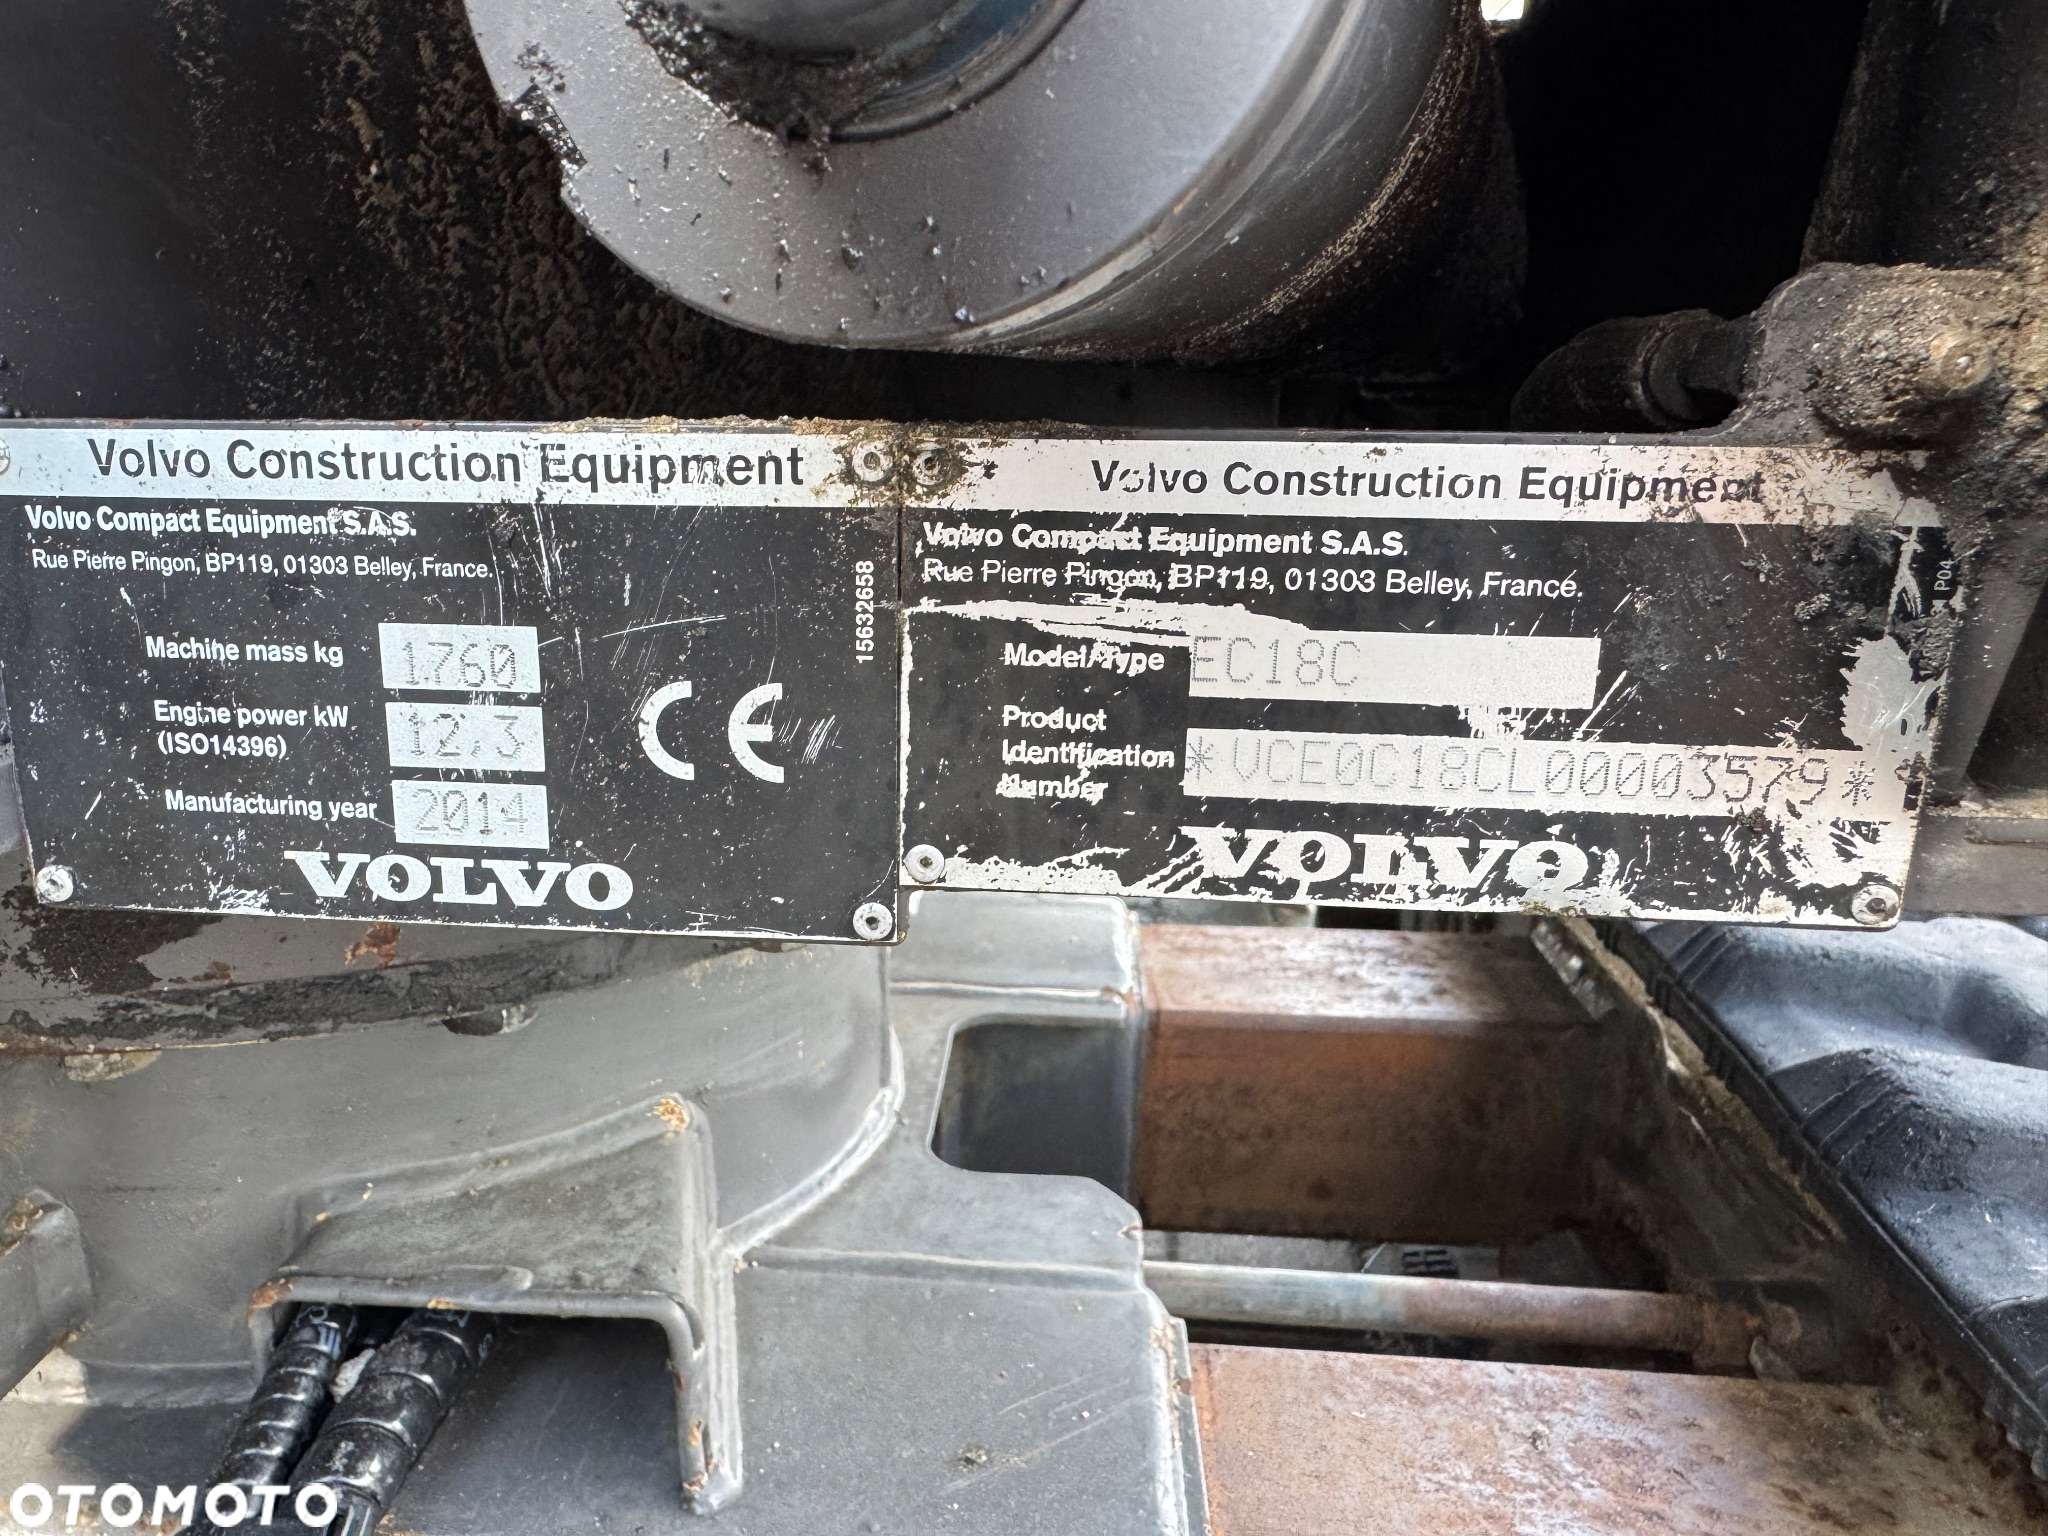 Volvo Construction Equipment
Volvo Compact Equipment S.A.S.
Rue Pierre Pingon, BP119, 01303 Belley, France.
Machine mass kg 1760
Engine power kW 12.3
(ISO14396)
Manufacturing year 2014
VOLVO
CE
15632658
Volvo Construction Equipment
Volvo Compact Equipment S.A.S.
Rue Pierre Pingon, BP119, 01303 Belley, France.
Model/Type EC18C
Product
Identification *VCE0C18CL00003579*
Number
VOLVO
P04
OTOMOTO